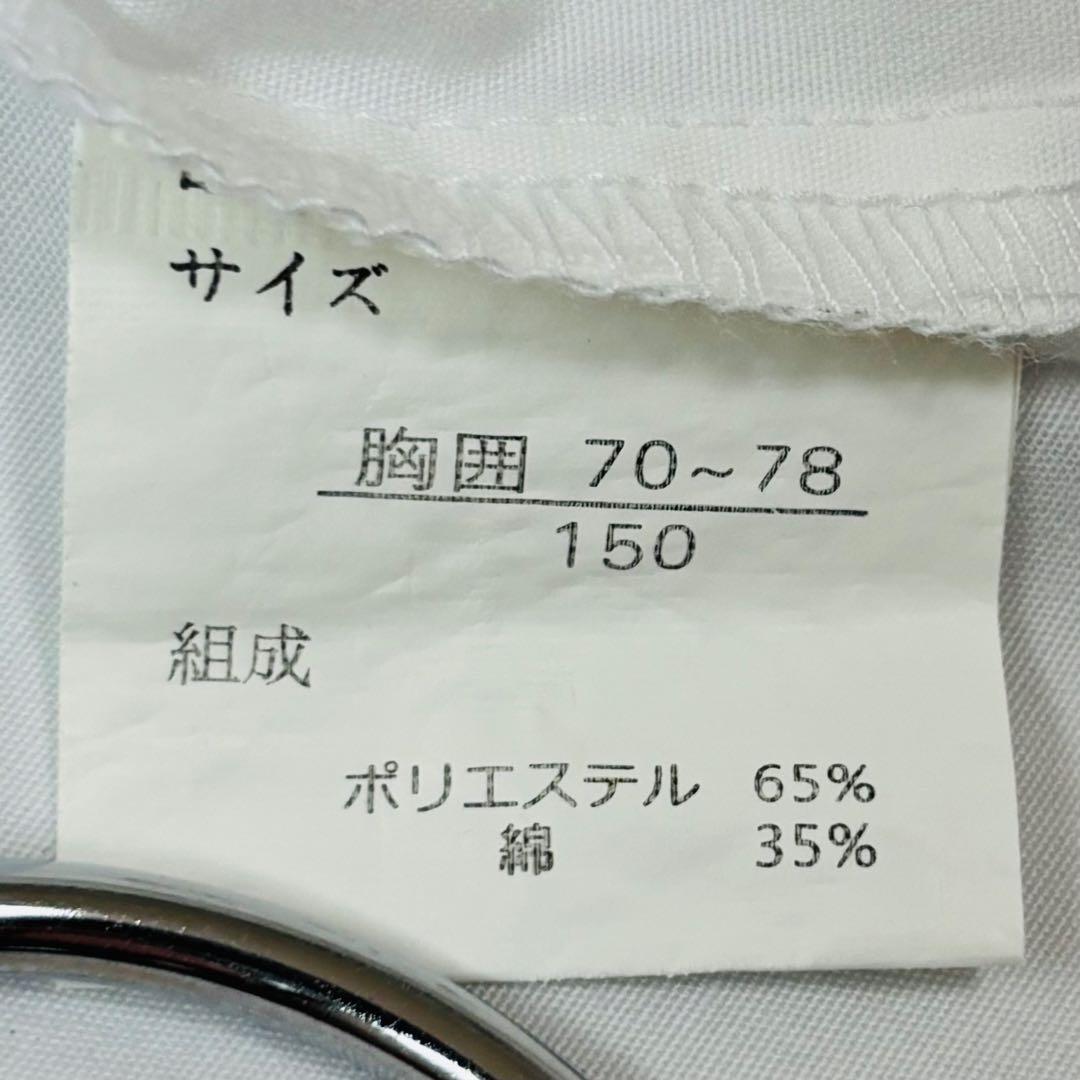 サイズ
胸囲 70~78
150
組成
ポリエステル 65%
綿 35%